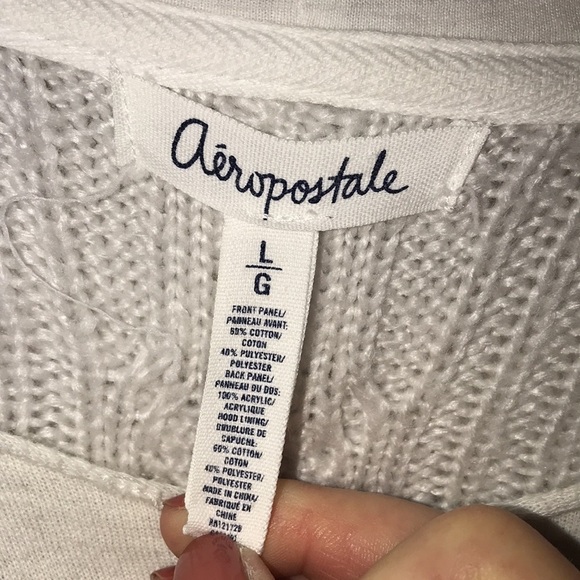 aéropostale
L
G
FRONT PANEL/
PANNEAU AVANT:
60% COTTON/
COTON
40% POLYESTER/
POLYESTER
BACK PANEL/
PANNEAU DU DOS:
100% ACRYLIC/
ACRYLIQUE
HOOD LINING/
DOUBLURE DE
CAPUCHE:
60% COTTON/
COTON
40% POLYESTER/
POLYESTER
MADE IN CHINA/
FABRIQUÉ EN
CHINE
RN121729